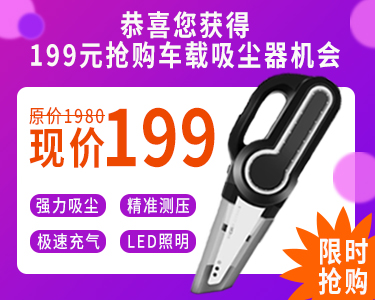 恭喜您获得
199元抢购车载吸尘器机会
原价1980
现价199
强力吸尘
精准测压
极速充气
LED照明
限时
抢购